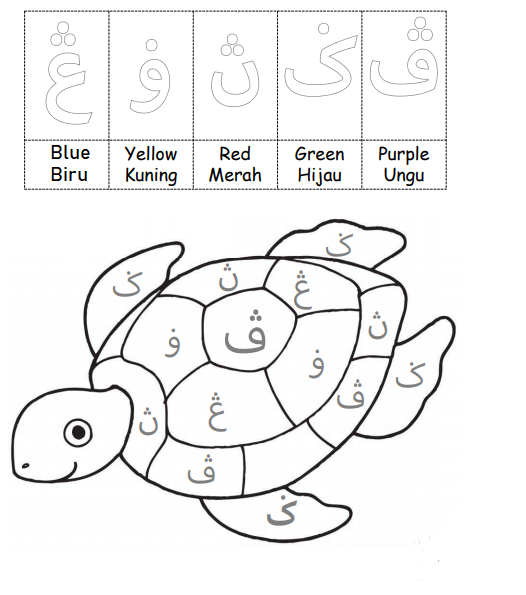 ڠ ۏ ڽ ݢ ڤ
Blue Yellow Red Green Purple
Biru Kuning Merah Hijau Ungu
ݢ
ݢ ڽ ڠ
ۏ ڤ ڽ
ۏ ݢ
ڤ
ڽ ڠ
ڤ
ݢ